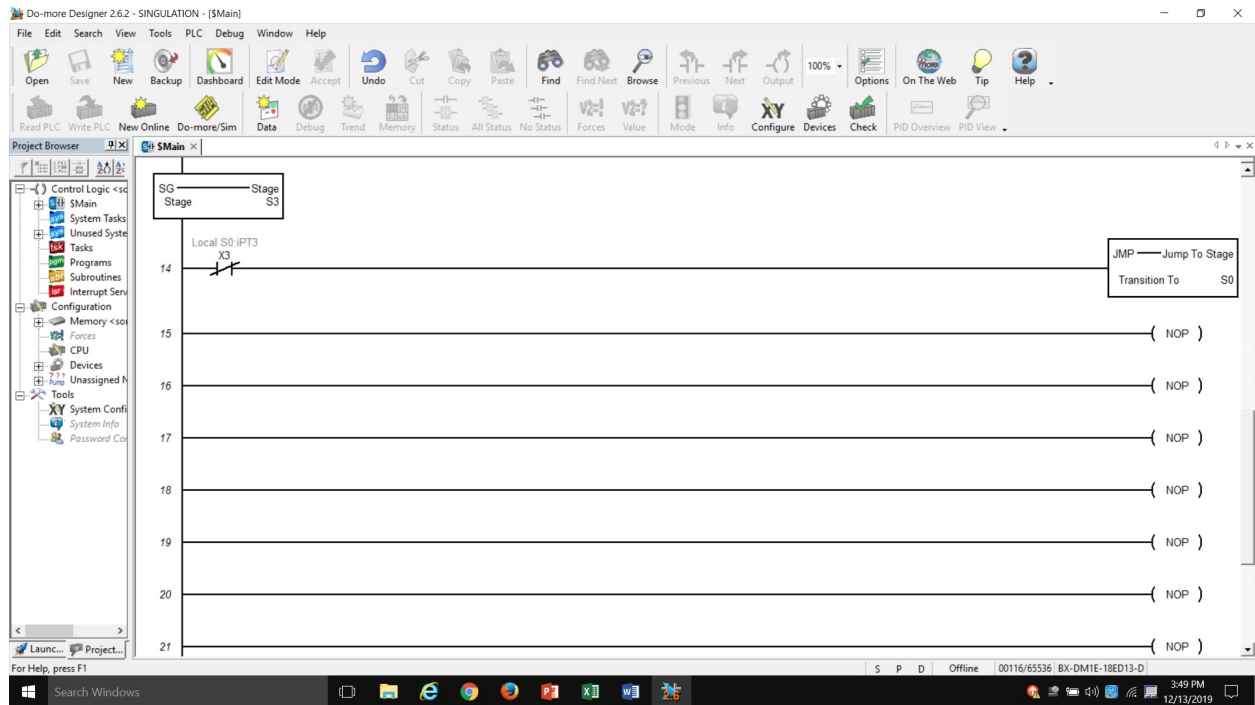 Do-more Designer 2.6.2 - SINGULATION - [$Main]
File Edit Search View Tools PLC Debug Window Help
Open Save New Backup Dashboard Edit Mode Accept Undo Cut Copy Paste Find Find Next Browse Previous Next Output 100% Options On The Web Tip Help
Read PLC Write PLC New Online Do-more/Sim Data Debug Trend Memory Status All Status No Status Forces Value Mode Info Configure Devices Check PID Overview PID View
Project Browser $Main
Control Logic <sc
$Main
System Tasks
Unused Syste
Tasks
Programs
Subroutines
Interrupt Serv
Configuration
Memory <sor
Forces
CPU
Devices
Unassigned N
Tools
System Confi
System Info
Password Cor
Launc... Project...
SG Stage
Stage S3
Local S0:iPT3
X3
14
JMP Jump To Stage
Transition To S0
15 ( NOP )
16 ( NOP )
17 ( NOP )
18 ( NOP )
19 ( NOP )
20 ( NOP )
21 ( NOP )
For Help, press F1 S P D Offline 00116/65536 BX-DM1E-18ED13-D
Search Windows 3:49 PM
12/13/2019